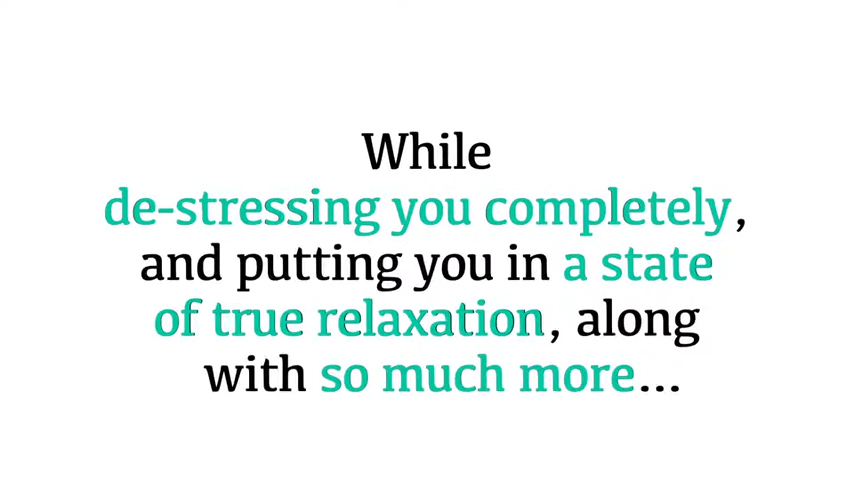 While
de-stressing you completely,
and putting you in a state
of true relaxation, along
with so much more...